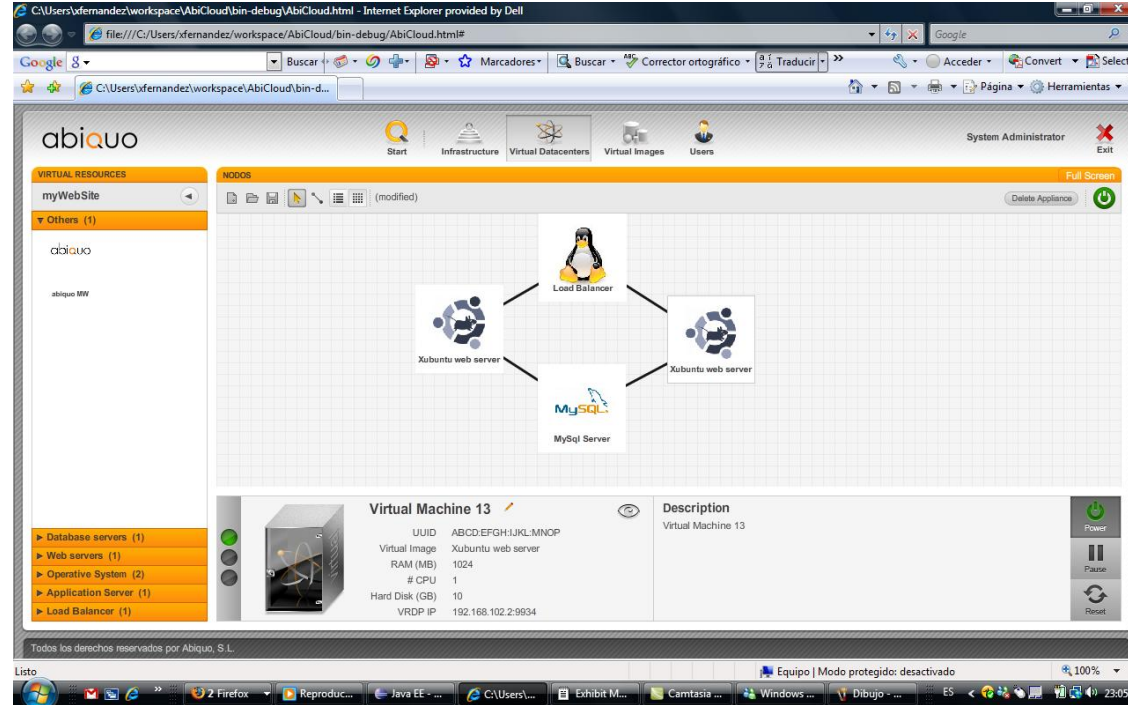 C:\Users\xfernandez\workspace\AbiCloud\bin-debug\AbiCloud.html - Internet Explorer provided by Dell
file:///C:/Users/xfernandez/workspace/AbiCloud/bin-debug/AbiCloud.html#
Google
Google
Buscar
Marcadores
Buscar
ABC
Corrector ortográfico
Traducir
»
Acceder
Convert
Select
C:\Users\xfernandez\workspace\AbiCloud\bin-d...
Página
Herramientas
abiquo
Start
Infrastructure
Virtual Datacenters
Virtual Images
Users
System Administrator
Exit
VIRTUAL RESOURCES
NODOS
Full Screen
myWebSite
(modified)
Delete Appliance
Others (1)
abiquo
abiquo MW
Load Balancer
Xubuntu web server
Xubuntu web server
MySQL
MySql Server
Database servers (1)
Web servers (1)
Operative System (2)
Application Server (1)
Load Balancer (1)
Virtual Machine 13
UUID ABCD:EFGH:IJKL:MNOP
Virtual Image Xubuntu web server
RAM (MB) 1024
# CPU 1
Hard Disk (GB) 10
VRDP IP 192.168.102.2:9934
Description
Virtual Machine 13
Power
Pause
Reset
Todos los derechos reservados por Abiquo, S.L.
Listo
Equipo | Modo protegido: desactivado
100%
»
2 Firefox
Reproduc...
Java EE - ...
C:\Users\...
Exhibit M...
Camtasia ...
Windows ...
Dibujo - ...
ES
<
23:05